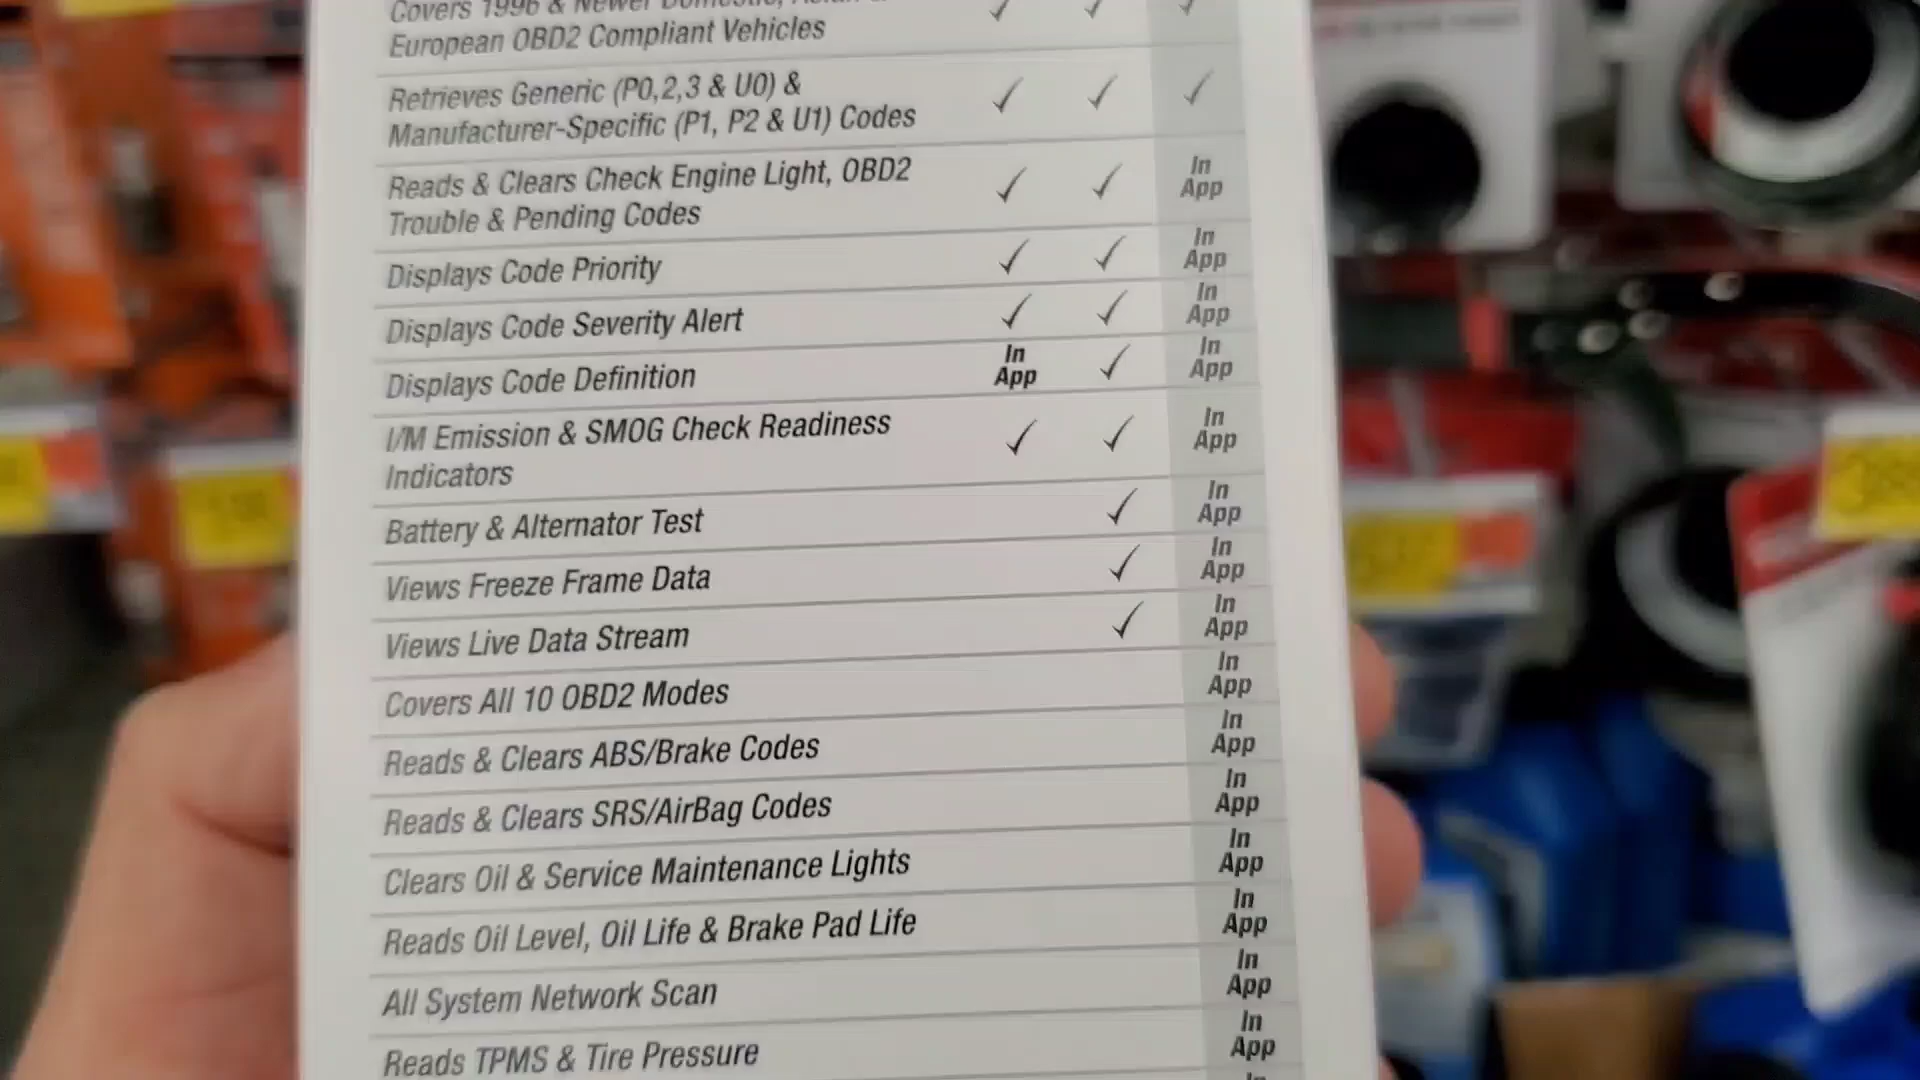 Covers 1996 & Newer Domestic, Asian &
European OBD2 Compliant Vehicles
Retrieves Generic (P0,2,3 & U0) &
Manufacturer-Specific (P1, P2 & U1) Codes
Reads & Clears Check Engine Light, OBD2
Trouble & Pending Codes
In
App
Displays Code Priority
In
App
Displays Code Severity Alert
In
App
Displays Code Definition
In
App
In
App
I/M Emission & SMOG Check Readiness
Indicators
In
App
Battery & Alternator Test
In
App
Views Freeze Frame Data
In
App
Views Live Data Stream
In
App
Covers All 10 OBD2 Modes
In
App
Reads & Clears ABS/Brake Codes
In
App
Reads & Clears SRS/AirBag Codes
In
App
Clears Oil & Service Maintenance Lights
In
App
Reads Oil Level, Oil Life & Brake Pad Life
In
App
All System Network Scan
In
App
Reads TPMS & Tire Pressure
In
App
In